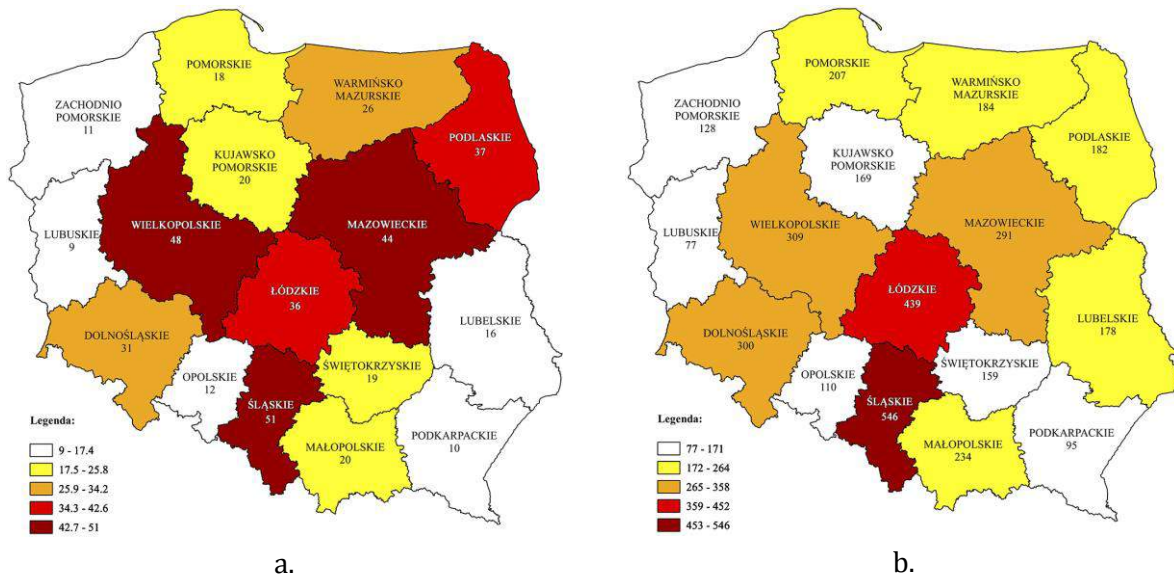 POMORSKIE
18
WARMIŃSKO
MAZURSKIE
26
ZACHODNIO
POMORSKIE
11
PODLASKIE
37
KUJAWSKO
POMORSKIE
20
WIELKOPOLSKIE
48
MAZOWIECKIE
44
LUBUSKIE
9
ŁÓDZKIE
36
LUBELSKIE
16
DOLNOŚLĄSKIE
31
OPOLSKIE
12
ŚWIĘTOKRZYSKIE
19
ŚLĄSKIE
51
MAŁOPOLSKIE
20
PODKARPACKIE
10
Legenda:
9 - 17.4
17.5 - 25.8
25.9 - 34.2
34.3 - 42.6
42.7 - 51
a.
POMORSKIE
207
WARMIŃSKO
MAZURSKIE
184
ZACHODNIO
POMORSKIE
128
PODLASKIE
182
KUJAWSKO
POMORSKIE
169
WIELKOPOLSKIE
309
MAZOWIECKIE
291
LUBUSKIE
77
ŁÓDZKIE
439
LUBELSKIE
178
DOLNOŚLĄSKIE
300
OPOLSKIE
110
ŚWIĘTOKRZYSKIE
159
ŚLĄSKIE
546
MAŁOPOLSKIE
234
PODKARPACKIE
95
Legenda:
77 - 171
172 - 264
265 - 358
359 - 452
453 - 546
b.